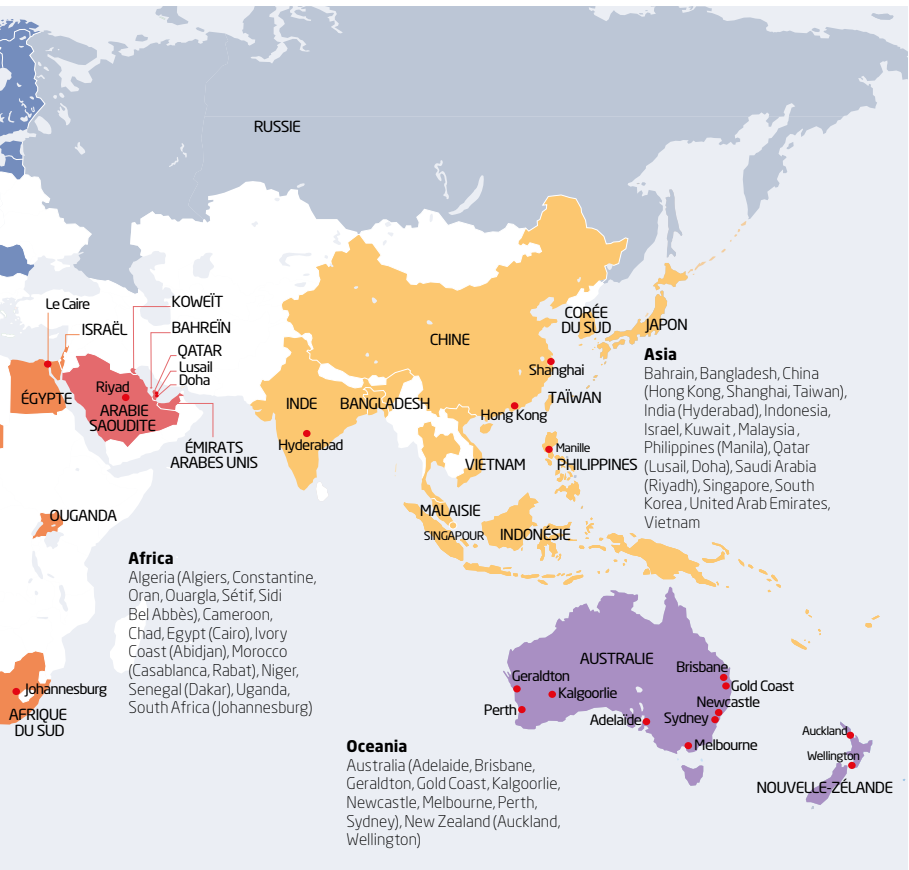 RUSSIE
Le Caire
KOWEÏT
ISRAËL
BAHREÏN
QATAR
Lusail
Doha
Riyad
ÉGYPTE
ARABIE
SAOUDITE
ÉMIRATS
ARABES UNIS
CHINE
CORÉE
DU SUD
JAPON
Shanghai
TAÏWAN
INDE
BANGLADESH
Hong Kong
Hyderabad
Manille
VIETNAM
PHILIPPINES
MALAISIE
SINGAPOUR
INDONÉSIE
OUGANDA
Asia
Bahrain, Bangladesh, China
(Hong Kong, Shanghai, Taiwan),
India (Hyderabad), Indonesia,
Israel, Kuwait , Malaysia ,
Philippines (Manila), Qatar
(Lusail, Doha), Saudi Arabia
(Riyadh), Singapore, South
Korea , United Arab Emirates,
Vietnam
Africa
Algeria (Algiers, Constantine,
Oran, Ouargla, Sétif, Sidi
Bel Abbès), Cameroon,
Chad, Egypt (Cairo), Ivory
Coast (Abidjan), Morocco
(Casablanca, Rabat), Niger,
Senegal (Dakar), Uganda,
South Africa (Johannesburg)
Johannesburg
AFRIQUE
DU SUD
AUSTRALIE
Brisbane
Geraldton
Gold Coast
Kalgoorlie
Newcastle
Perth
Adelaïde
Sydney
Melbourne
Auckland
Wellington
NOUVELLE-ZÉLANDE
Oceania
Australia (Adelaide, Brisbane,
Geraldton, Gold Coast, Kalgoorlie,
Newcastle, Melbourne, Perth,
Sydney), New Zealand (Auckland,
Wellington)